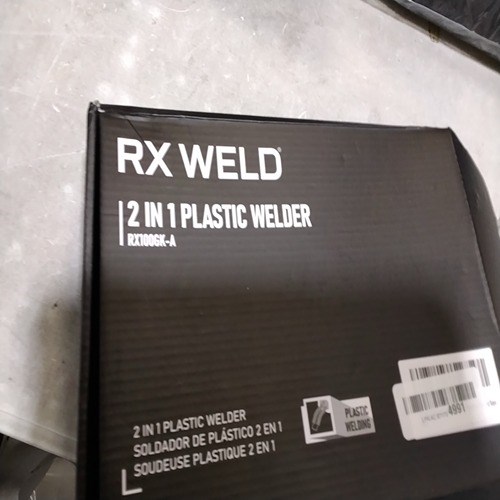 RX WELD®
2 IN 1 PLASTIC WELDER
RX100GK-A
2 IN 1 PLASTIC WELDER
SOLDADOR DE PLÁSTICO 2 EN 1
SOUDEUSE PLASTIQUE 2 EN 1
PLASTIC
WELDING
4991